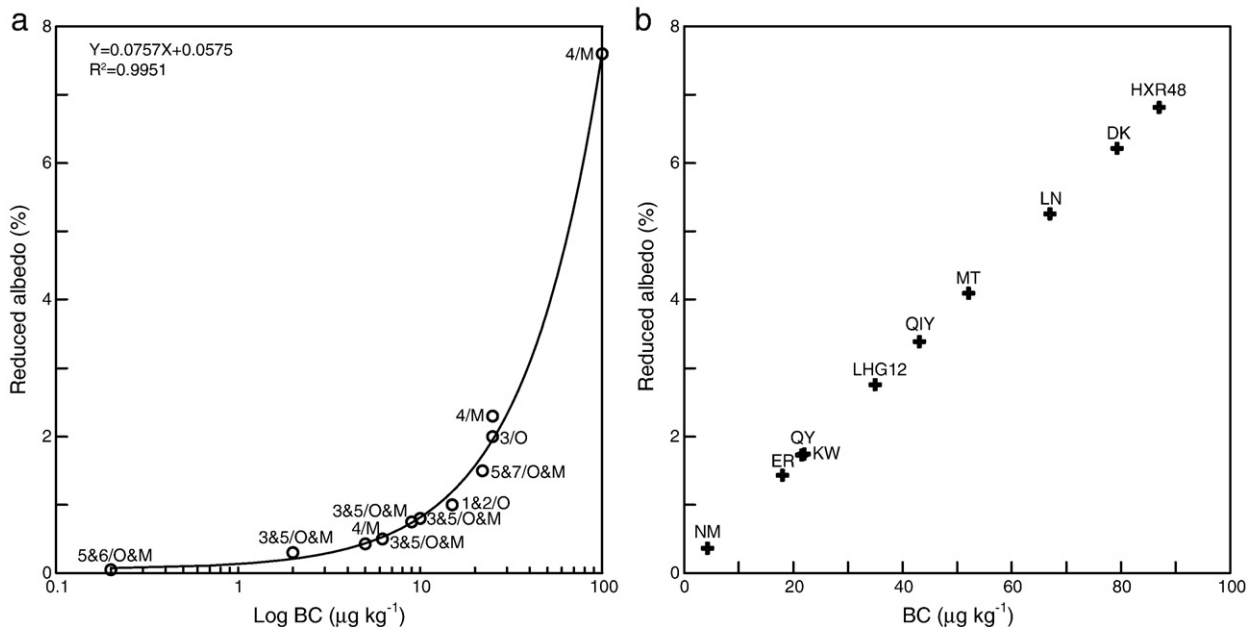 a
Y=0.0757X+0.0575
R²=0.9951
8
6
4
2
0
Reduced albedo (%)
4/M
4/M
3/O
5&7/O&M
1&2/O
3&5/O&M
3&5/O&M
4/M
3&5/O&M
3&5/O&M
5&6/O&M
0.1
1
10
100
Log BC (µg kg⁻¹)
b
8
6
4
2
0
Reduced albedo (%)
HXR48
DK
LN
MT
QIY
LHG12
QY
KW
ER
NM
0
20
40
60
80
100
BC (µg kg⁻¹)